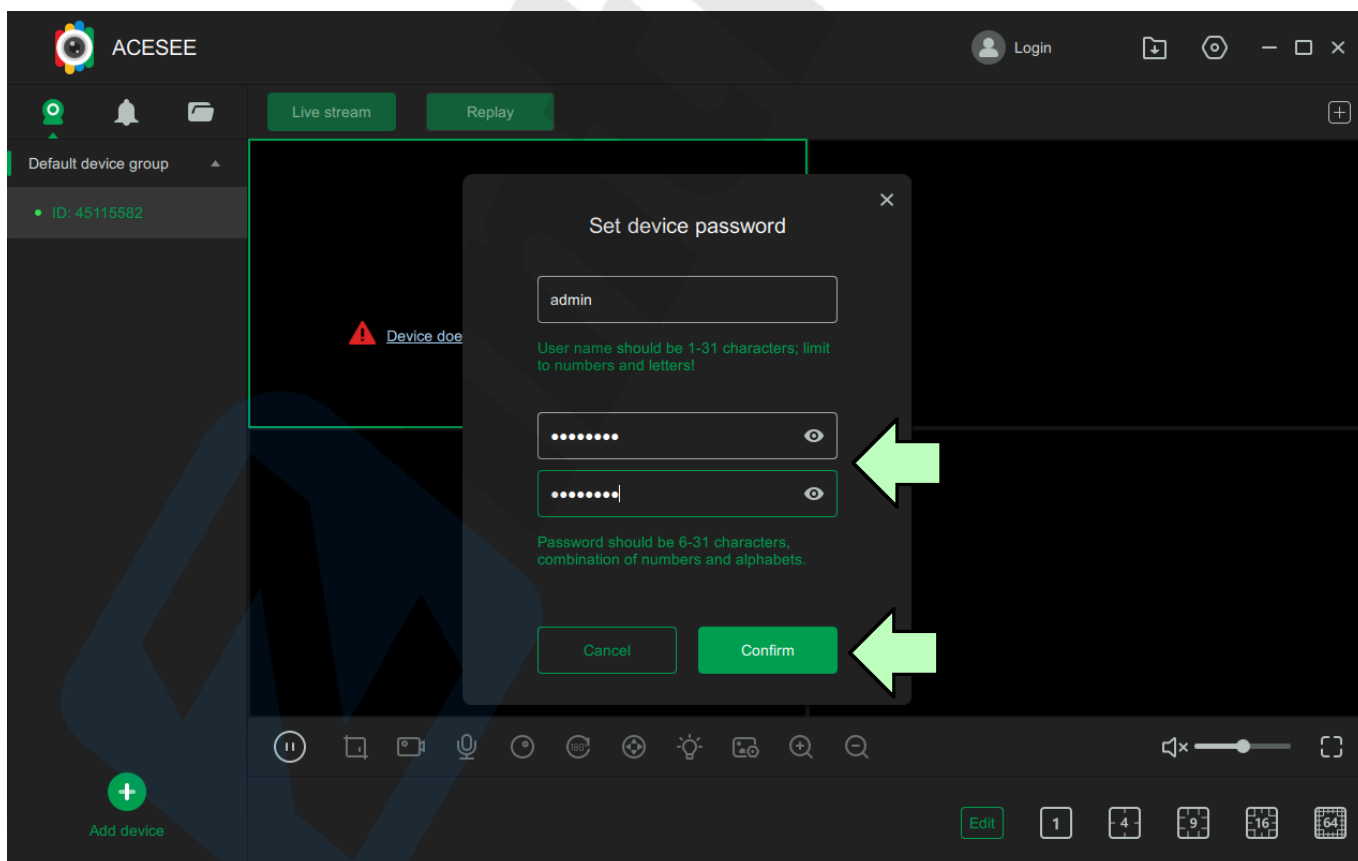 ACESEE
Login
Live stream
Replay
Default device group
ID: 45115582
Set device password
admin
Device doe
User name should be 1-31 characters; limit
to numbers and letters!
••••••••
••••••••
Password should be 6-31 characters,
combination of numbers and alphabets.
Cancel
Confirm
180°
Add device
Edit
1
4
9
16
64